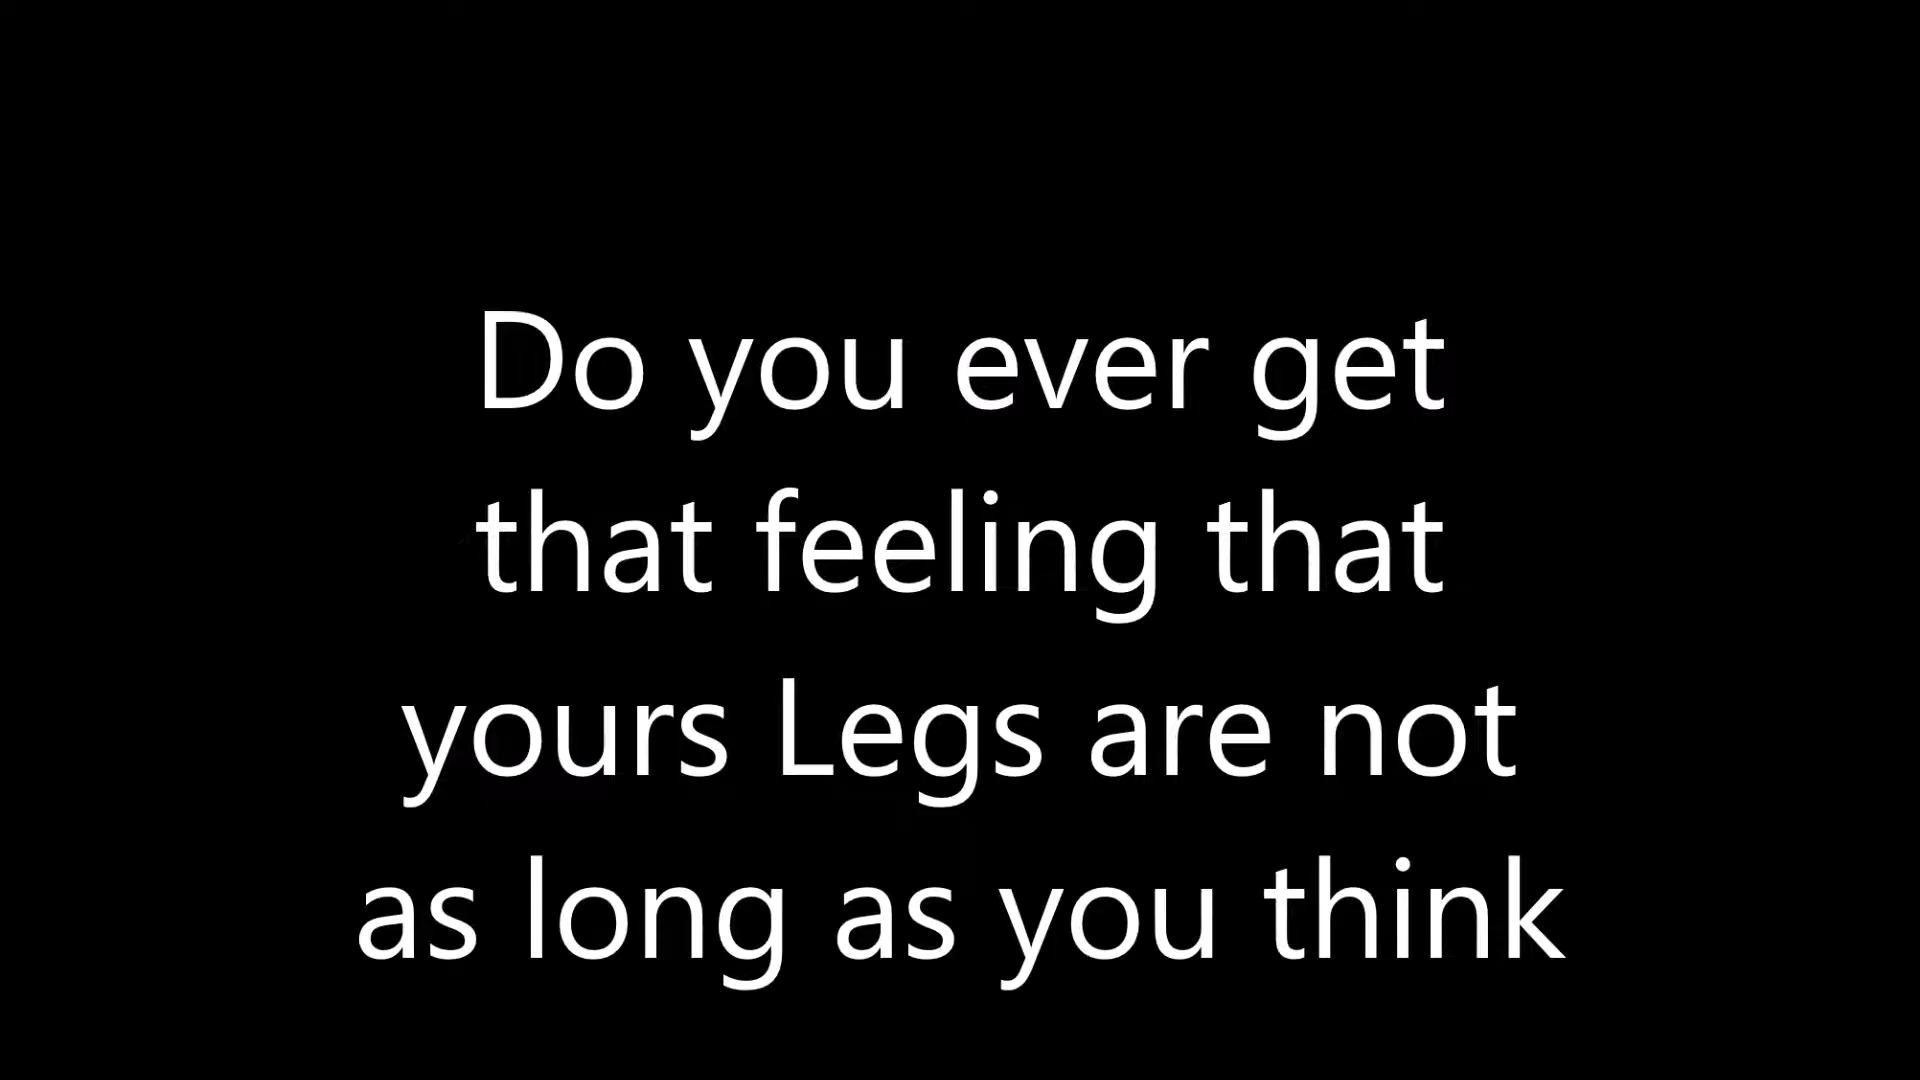 Do you ever get
that feeling that
yours Legs are not
as long as you think